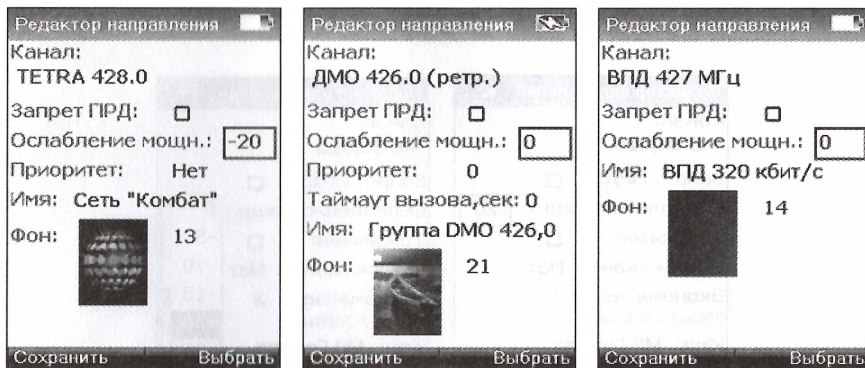 Редактор направления
Канал:
TETRA 428.0
Запрет ПРД:
Ослабление мощн.: -20
Приоритет: Нет
Имя: Сеть "Комбат"
Фон: 13
Сохранить Выбрать
Редактор направления
Канал:
ДМО 426.0 (ретр.)
Запрет ПРД:
Ослабление мощн.: 0
Приоритет: 0
Таймаут вызова,сек: 0
Имя: Группа DMO 426,0
Фон: 21
Сохранить Выбрать
Редактор направления
Канал:
ВПД 427 МГц
Запрет ПРД:
Ослабление мощн.: 0
Имя: ВПД 320 кбит/с
Фон: 14
Сохранить Выбрать